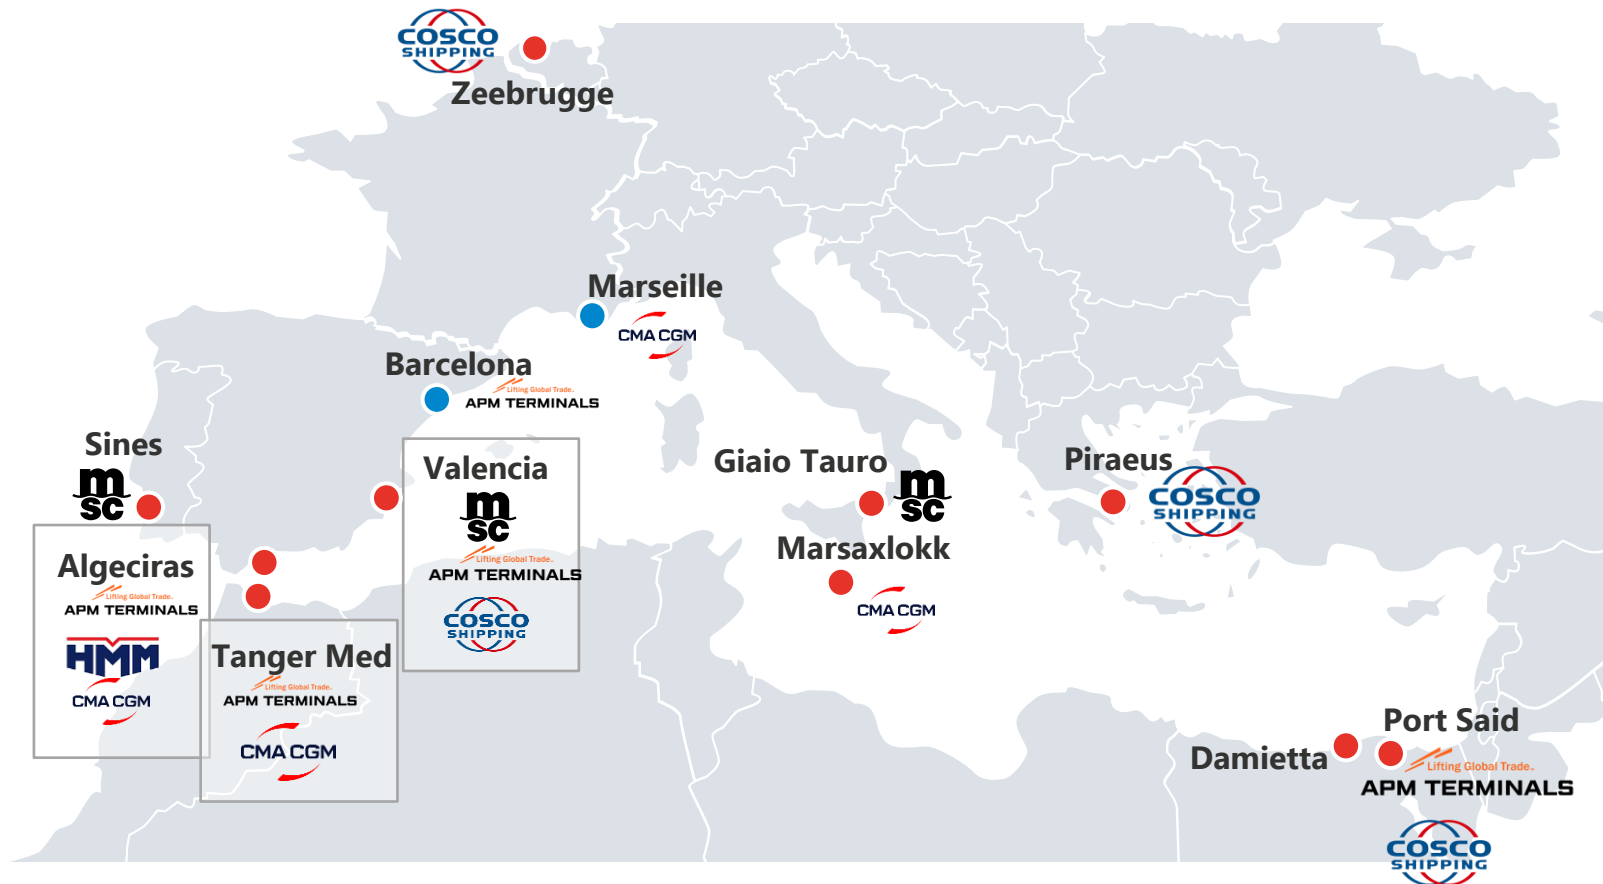 COSCO
SHIPPING
Zeebrugge
Marseille
CMA CGM
Barcelona
Lifting Global Trade.
APM TERMINALS
Sines
msc
Valencia
msc
Lifting Global Trade.
APM TERMINALS
COSCO
SHIPPING
Giaio Tauro
msc
Piraeus
COSCO
SHIPPING
Marsaxlokk
CMA CGM
Algeciras
Lifting Global Trade.
APM TERMINALS
HMM
CMA CGM
Tanger Med
Lifting Global Trade.
APM TERMINALS
CMA CGM
Damietta
Port Said
Lifting Global Trade.
APM TERMINALS
COSCO
SHIPPING